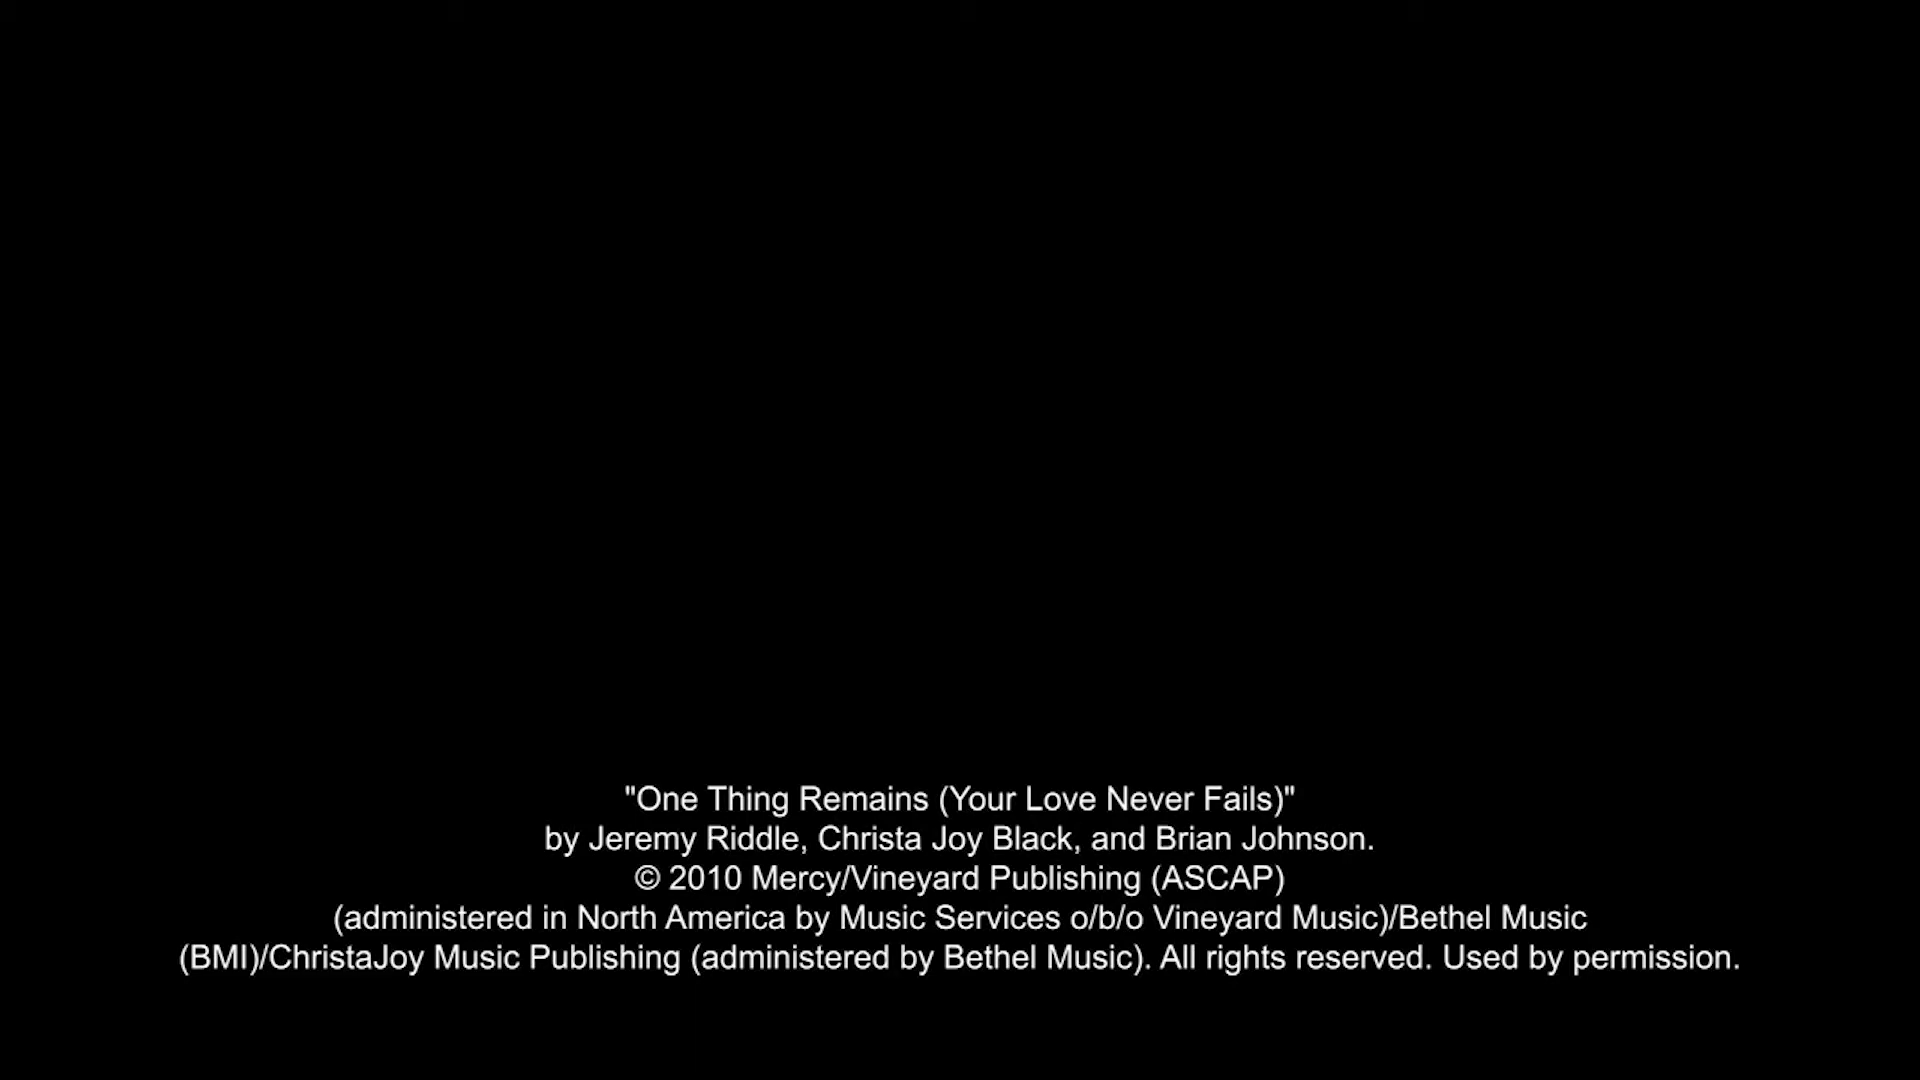 "One Thing Remains (Your Love Never Fails)"
by Jeremy Riddle, Christa Joy Black, and Brian Johnson.
© 2010 Mercy/Vineyard Publishing (ASCAP)
(administered in North America by Music Services o/b/o Vineyard Music)/Bethel Music
(BMI)/ChristaJoy Music Publishing (administered by Bethel Music). All rights reserved. Used by permission.